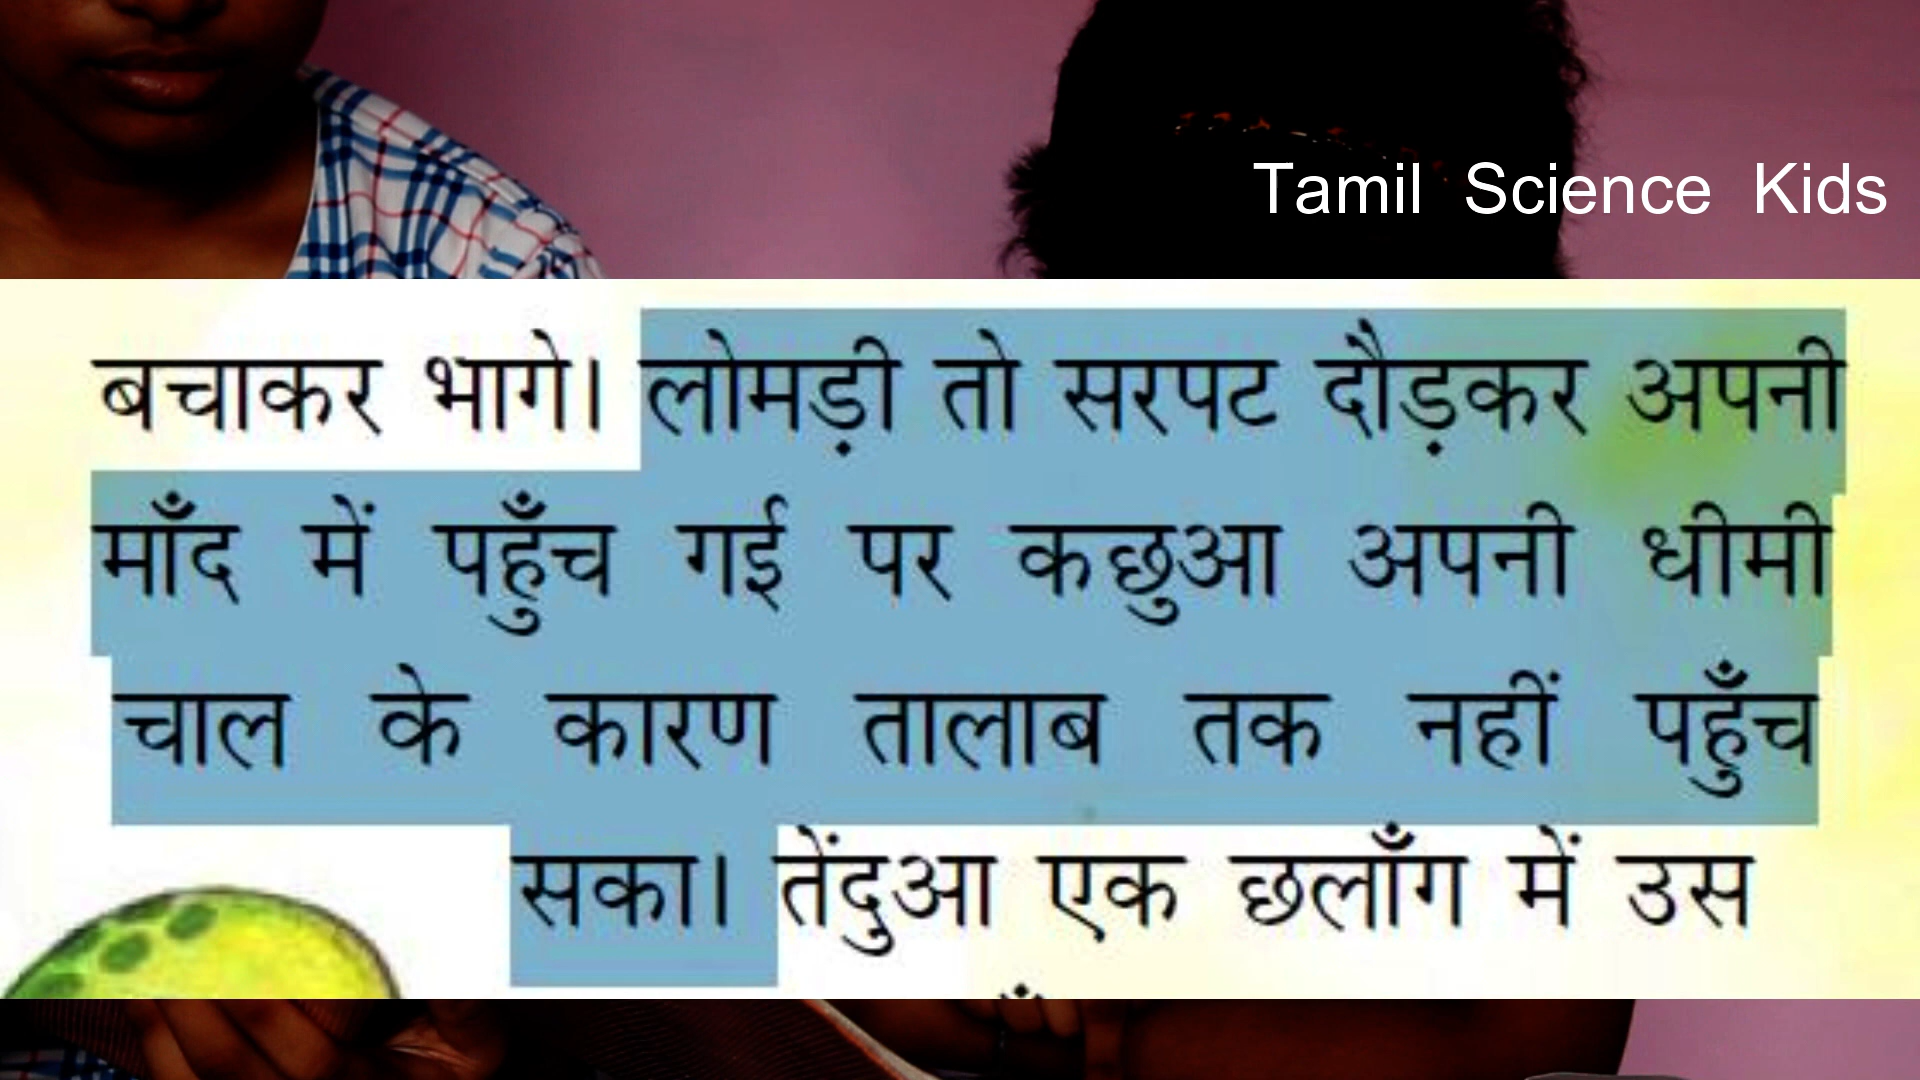 Tamil Science Kids
बचाकर भागे। लोमड़ी तो सरपट दौड़कर अपनी
माँद में पहुँच गई पर कछुआ अपनी धीमी
चाल के कारण तालाब तक नहीं पहुँच
सका। तेंदुआ एक छलाँग में उस